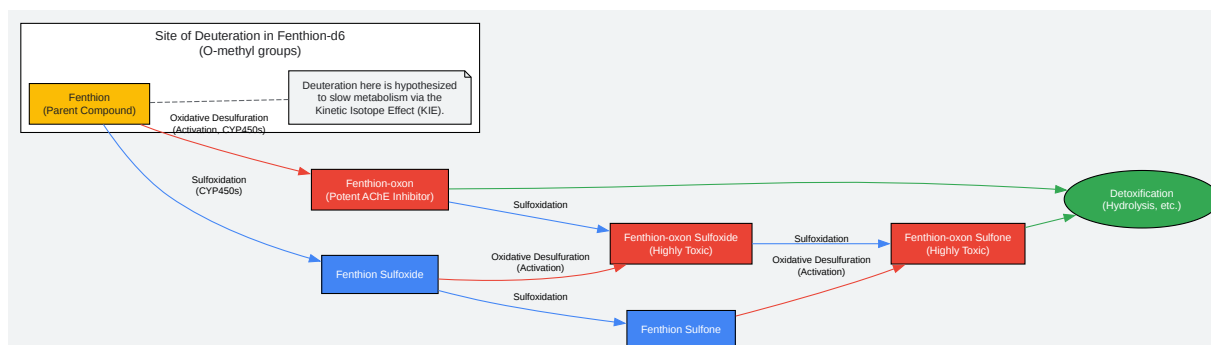 Site of Deuteration in Fenthion-d6
(O-methyl groups)
Fenthion
(Parent Compound)
Deuteration here is hypothesized
to slow metabolism via the
Kinetic Isotope Effect (KIE).
Oxidative Desulfuration
(Activation, CYP450s)
Sulfoxidation
(CYP450s)
Fenthion-oxon
(Potent AChE Inhibitor)
Sulfoxidation
Detoxification
(Hydrolysis, etc.)
Fenthion-oxon Sulfoxide
(Highly Toxic)
Sulfoxidation
Fenthion-oxon Sulfone
(Highly Toxic)
Fenthion Sulfoxide
Oxidative Desulfuration
(Activation)
Oxidative Desulfuration
(Activation)
Sulfoxidation
Fenthion Sulfone